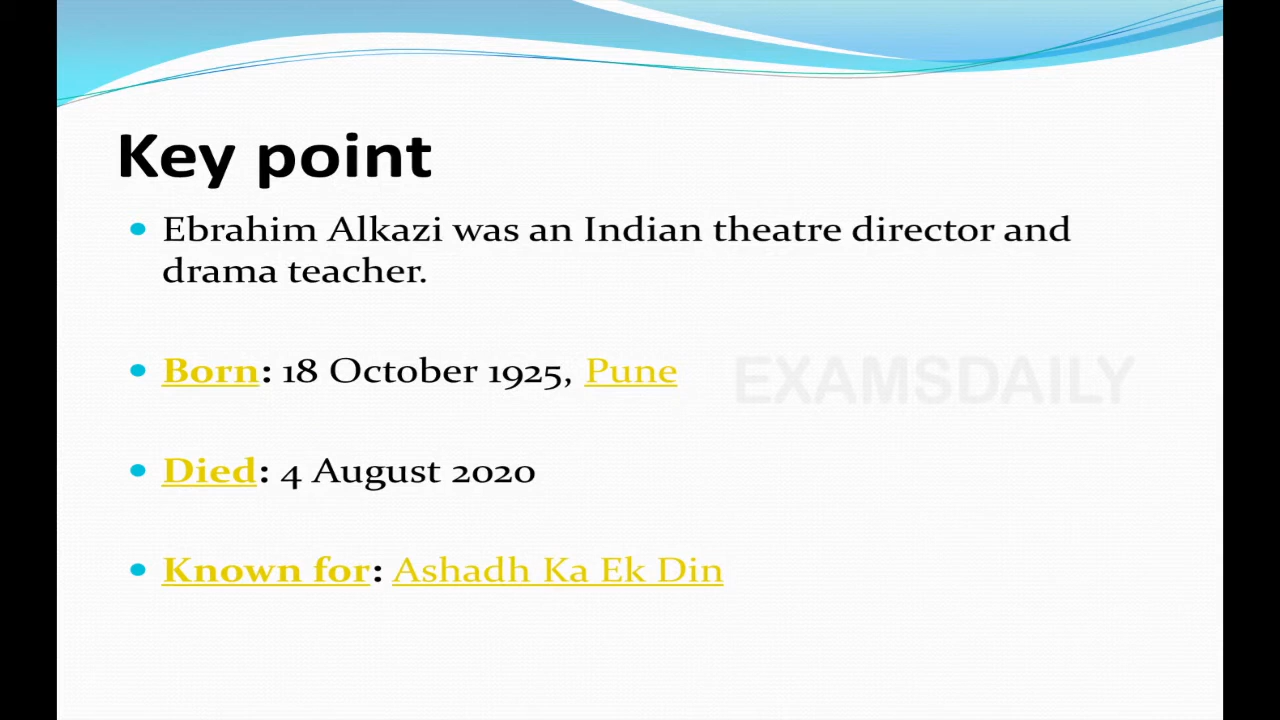 Key point
Ebrahim Alkazi was an Indian theatre director and
drama teacher.
Born: 18 October 1925, Pune
EXAMSDAILY
Died: 4 August 2020
Known for: Ashadh Ka Ek Din